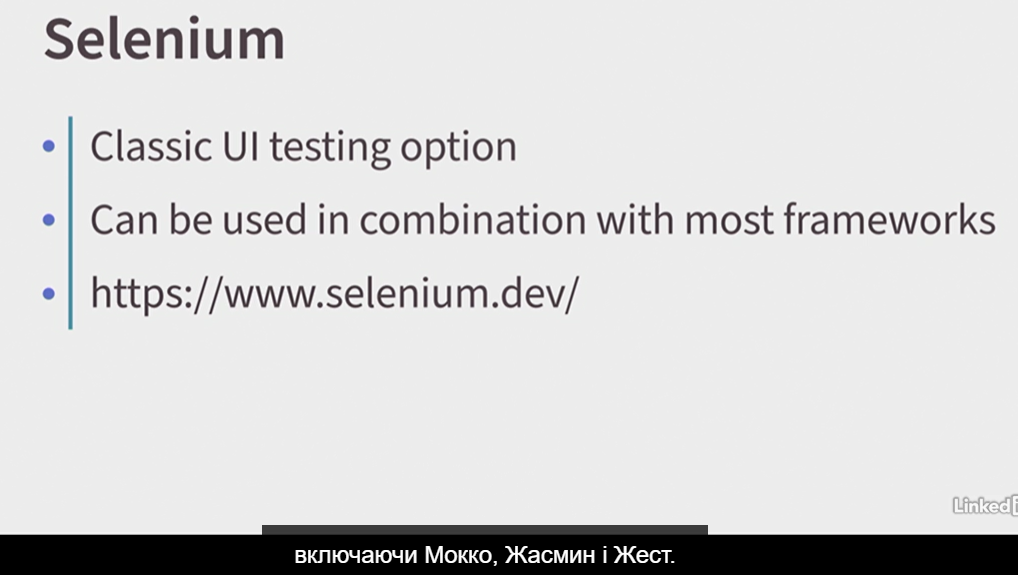 Selenium
• Classic UI testing option
• Can be used in combination with most frameworks
• https://www.selenium.dev/
Linked
включаючи Мокко, Жасмин і Жест.